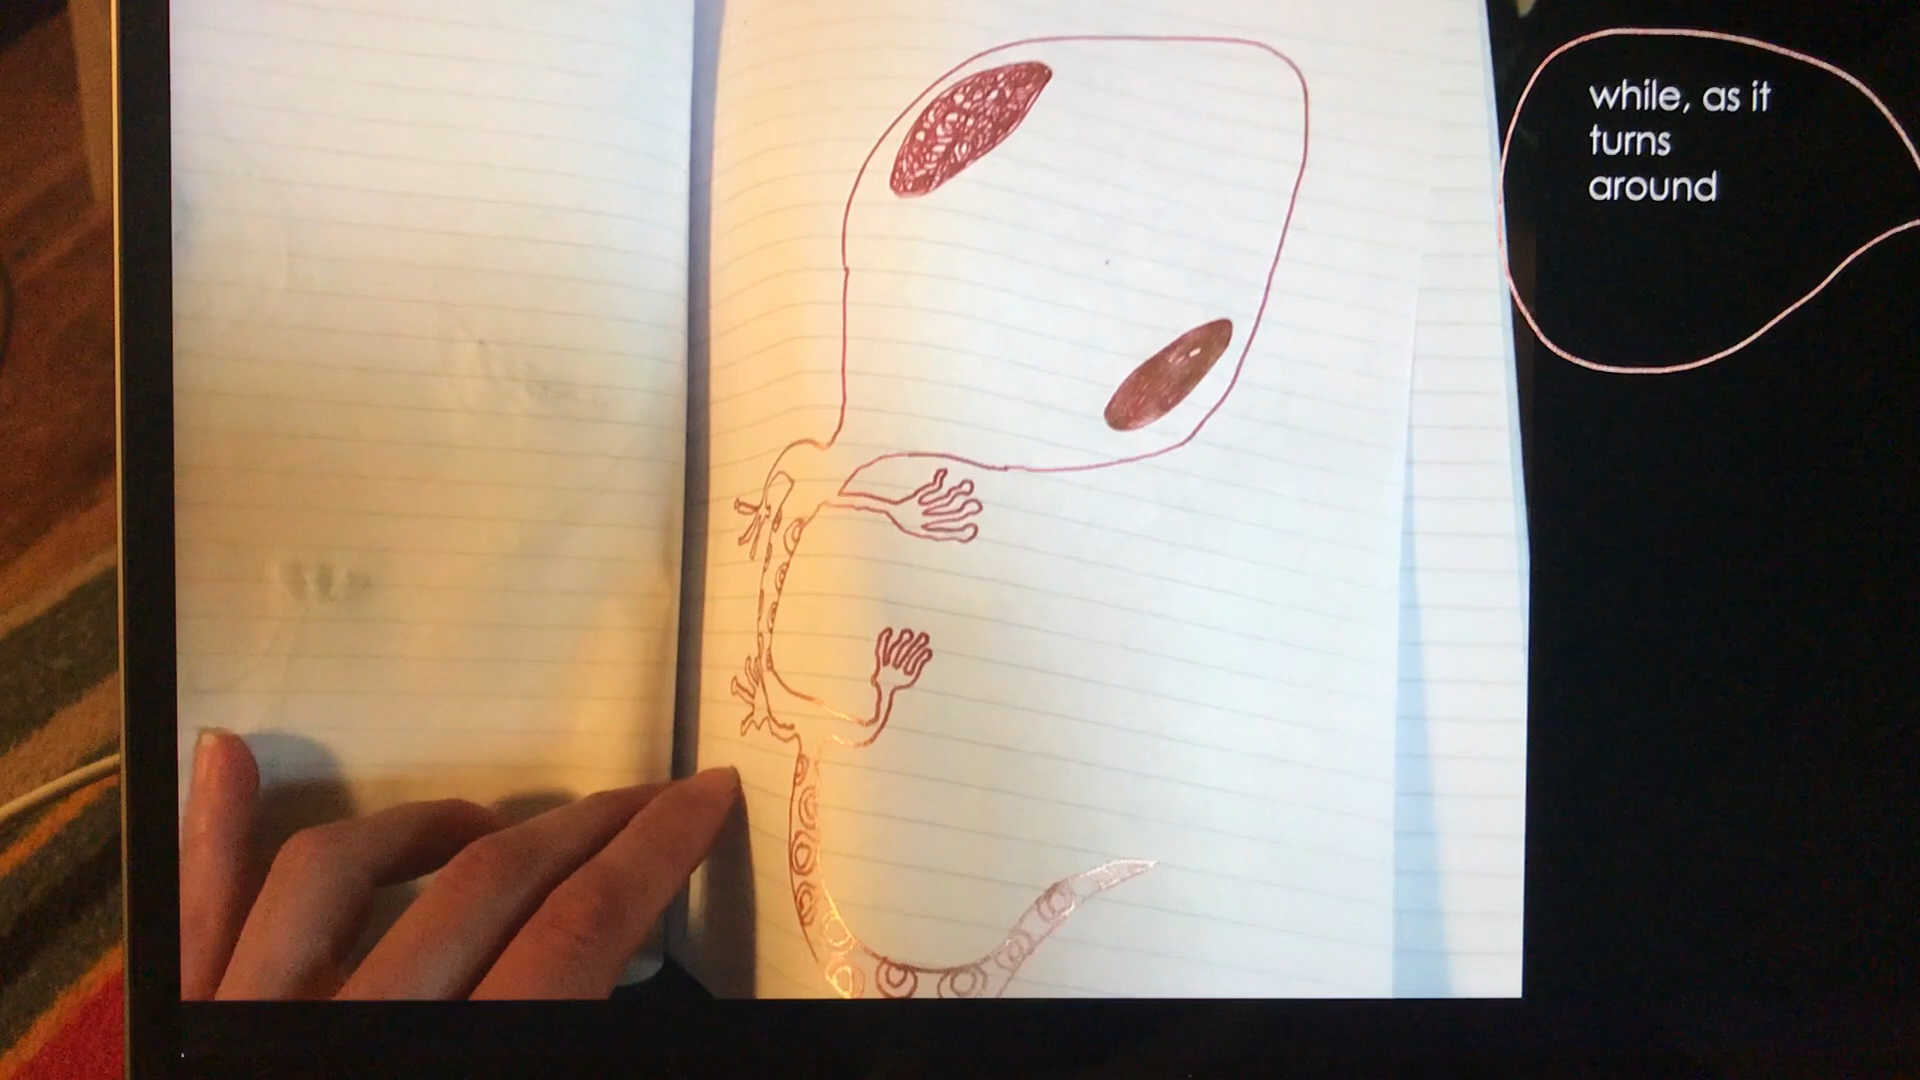 while, as it
turns
around